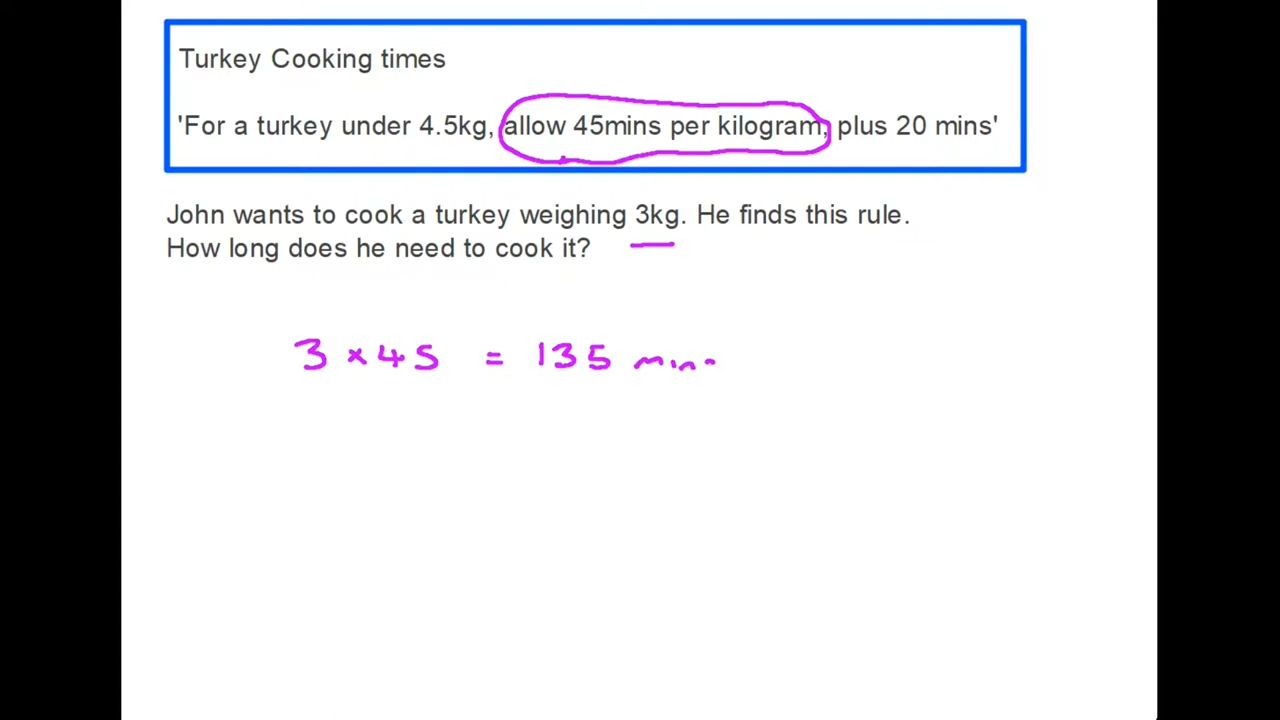 Turkey Cooking times
'For a turkey under 4.5kg, allow 45mins per kilogram, plus 20 mins'
John wants to cook a turkey weighing 3kg. He finds this rule.
How long does he need to cook it?
3 × 45 = 135 mins